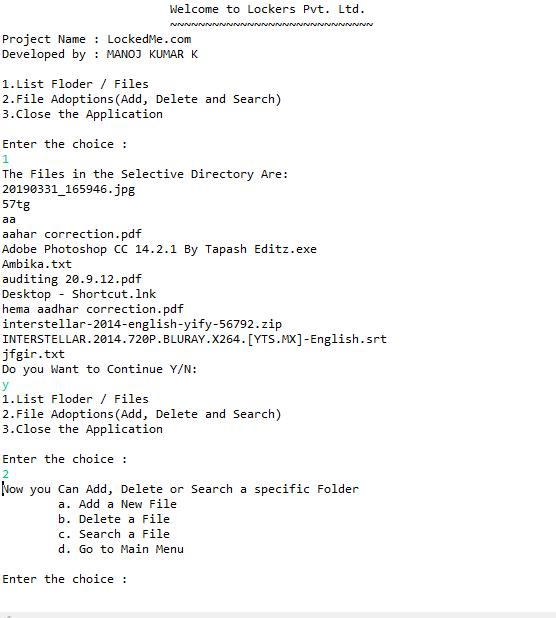 Welcome to Lockers Pvt. Ltd.
~~~~~~~~~~~~~~~~~~~~~~~~~~~~~
Project Name : LockedMe.com
Developed by : MANOJ KUMAR K
1.List Floder / Files
2.File Adoptions(Add, Delete and Search)
3.Close the Application
Enter the choice :
1
The Files in the Selective Directory Are:
20190331_165946.jpg
57tg
aa
aahar correction.pdf
Adobe Photoshop CC 14.2.1 By Tapash Editz.exe
Ambika.txt
auditing 20.9.12.pdf
Desktop - Shortcut.lnk
hema aadhar correction.pdf
interstellar-2014-english-yify-56792.zip
INTERSTELLAR.2014.720P.BLURAY.X264.[YTS.MX]-English.srt
jfgir.txt
Do you Want to Continue Y/N:
y
1.List Floder / Files
2.File Adoptions(Add, Delete and Search)
3.Close the Application
Enter the choice :
2
Now you Can Add, Delete or Search a specific Folder
a. Add a New File
b. Delete a File
c. Search a File
d. Go to Main Menu
Enter the choice :